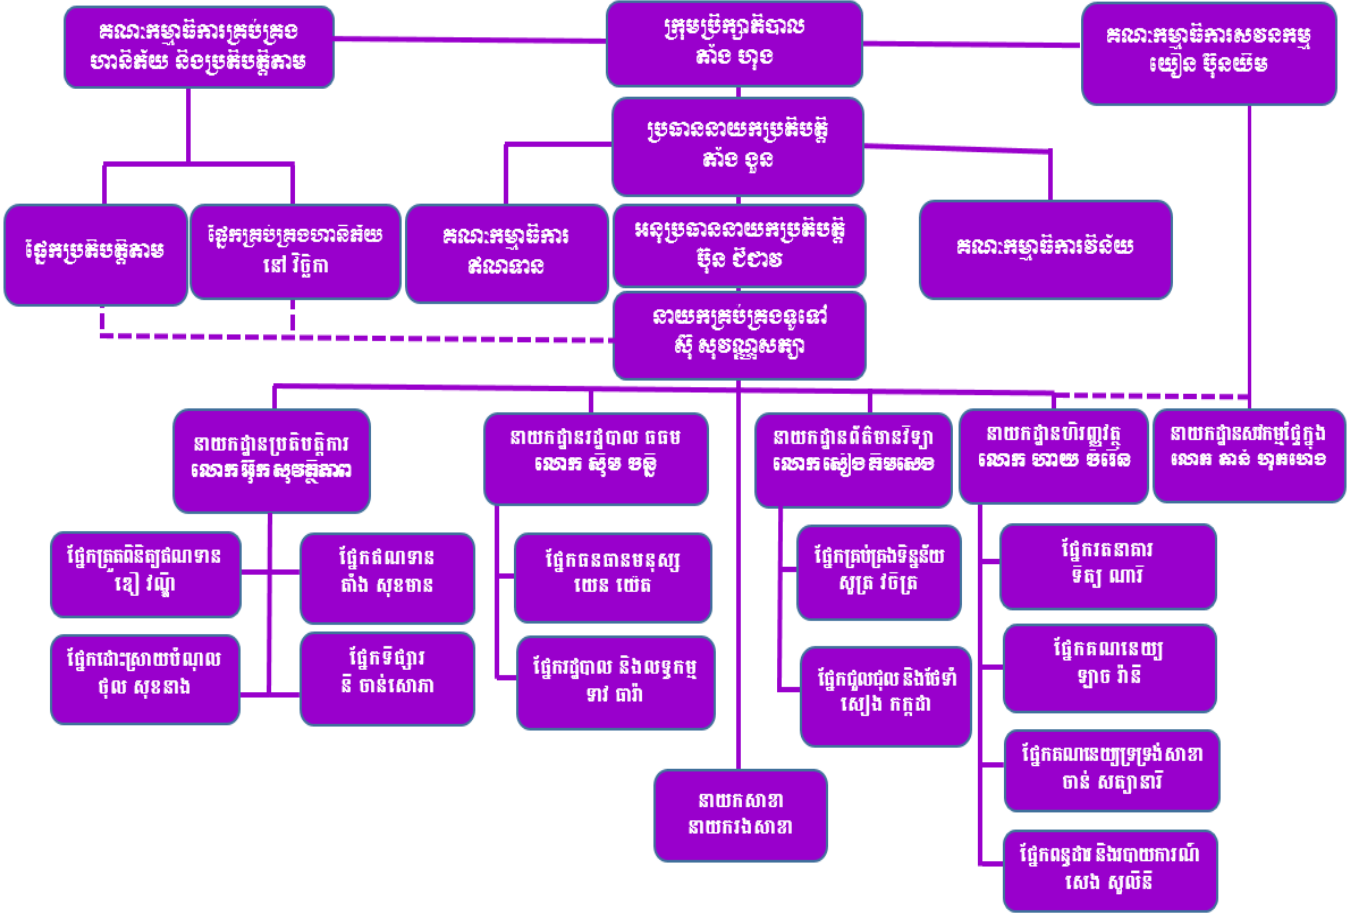 គណៈកម្មាធិការគ្រប់គ្រង
ហានិភ័យ និងប្រតិបត្តិតាម
ក្រុមប្រឹក្សាភិបាល
តាំង ហុង
គណៈកម្មាធិការសវនកម្ម
យឿន ប៊ុនយ៉ឹម
ប្រធាននាយកប្រតិបត្តិ
តាំង ងួន
ផ្នែកប្រតិបត្តិតាម
ផ្នែកគ្រប់គ្រងហានិភ័យ
នៅ វិច្ឆិកា
គណៈកម្មាធិការ
ឥណទាន
អនុប្រធាននាយកប្រតិបត្តិ
ប៊ុន ជីជាវ
គណៈកម្មាធិការវិន័យ
នាយកគ្រប់គ្រងទូទៅ
ស៊ឺ សុវណ្ណសត្យា
នាយកដ្ឋានប្រតិបត្តិការ
លោក អ៊ុក សុវត្ថិភាព
នាយកដ្ឋានរដ្ឋបាល ធធម
លោក ស៊ុម ចន្ធី
នាយកដ្ឋានព័ត៌មានវិទ្យា
លោក សៀង គិមសេង
នាយកដ្ឋានហិរញ្ញវត្ថុ
លោក ហាយ ចំរើន
នាយកដ្ឋានសវកម្មផ្ទៃក្នុង
លោក តាន់ ហុតហេង
ផ្នែកត្រួតពិនិត្យឥណទាន
ឌៀ វណ្ឌី
ផ្នែកឥណទាន
តាំង សុខមាន
ផ្នែកធនធានមនុស្ស
យេន យ៉េត
ផ្នែកគ្រប់គ្រងទិន្នន័យ
សូត្រ វិចិត្រ
ផ្នែករតនាគារ
ទិត្យ ណារី
ផ្នែកដោះស្រាយបំណុល
ថុល សុខនាង
ផ្នែកទីផ្សារ
នី ចាន់សោភា
ផ្នែករដ្ឋបាល និងលទ្ធកម្ម
ទាវ ធារ៉ា
ផ្នែកជួលជុល និងថែទាំ
សៀង កក្កដា
ផ្នែកគណនេយ្យ
ឡាច វ៉ានី
ផ្នែកគណនេយ្យទ្រទ្រង់សាខា
ចាន់ សត្យានារី
នាយកសាខា
នាយករងសាខា
ផ្នែកពន្ធដារ និងរបាយការណ៍
សេង សូលីនី